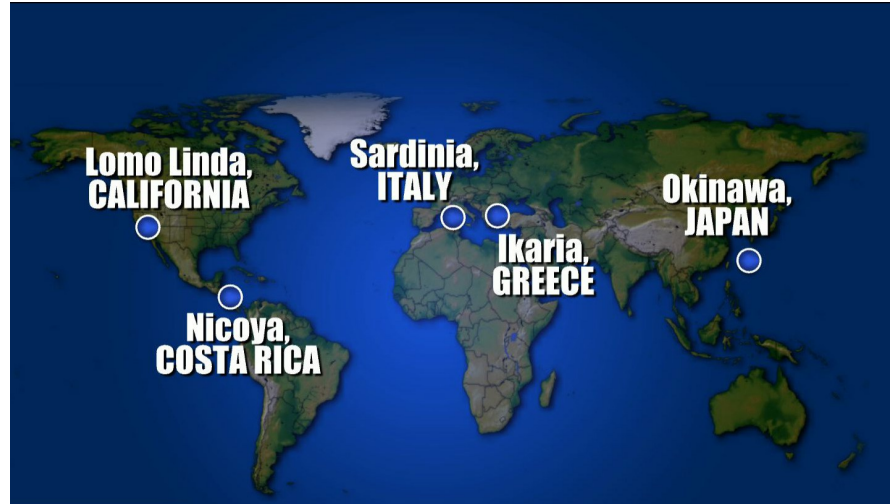 Lomo Linda,
CALIFORNIA
Sardinia,
ITALY
Okinawa,
JAPAN
Ikaria,
GREECE
Nicoya,
COSTA RICA